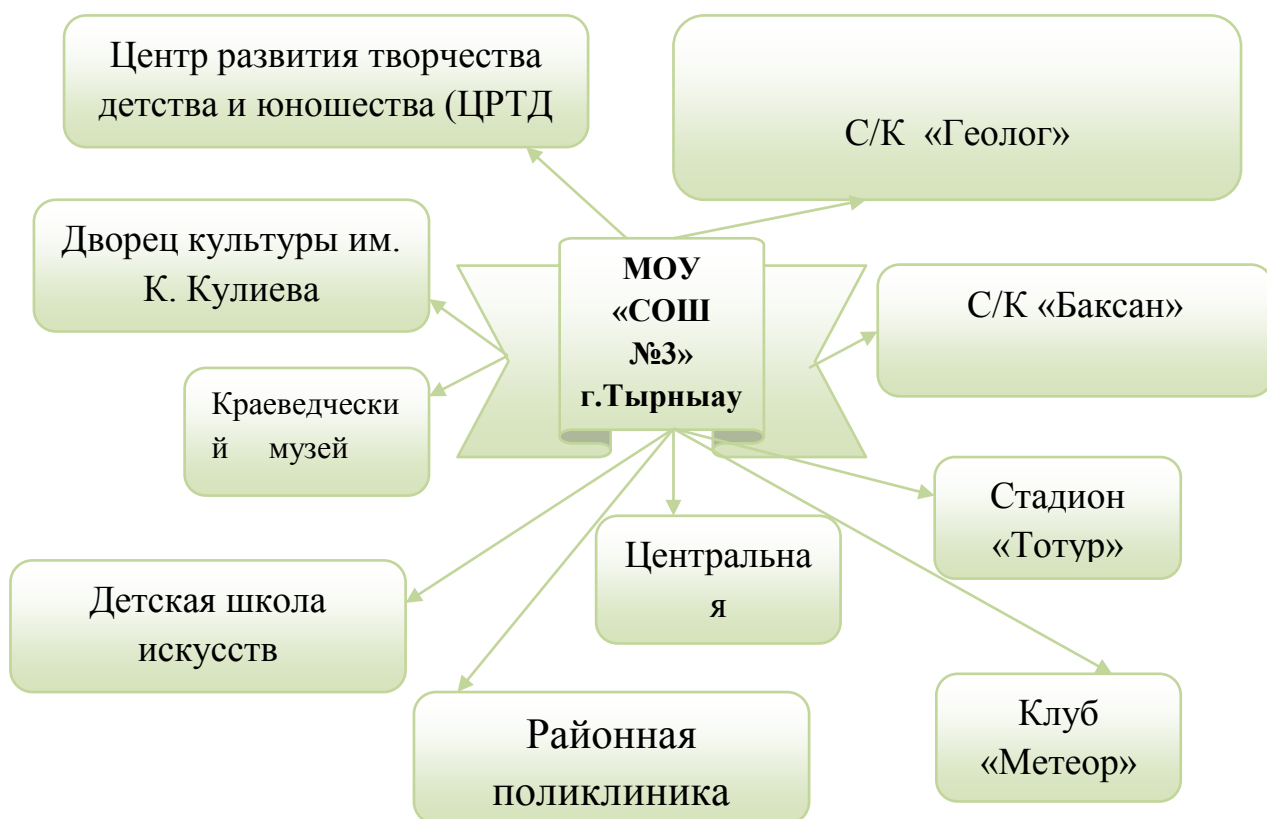 Центр развития творчества
детства и юношества (ЦРТД
С/К «Геолог»
Дворец культуры им.
К. Кулиева
МОУ
«СОШ
№3»
г.Тырныау
С/К «Баксан»
Краеведчески
й музей
Стадион
«Тотур»
Центральна
я
Детская школа
искусств
Районная
поликлиника
Клуб
«Метеор»